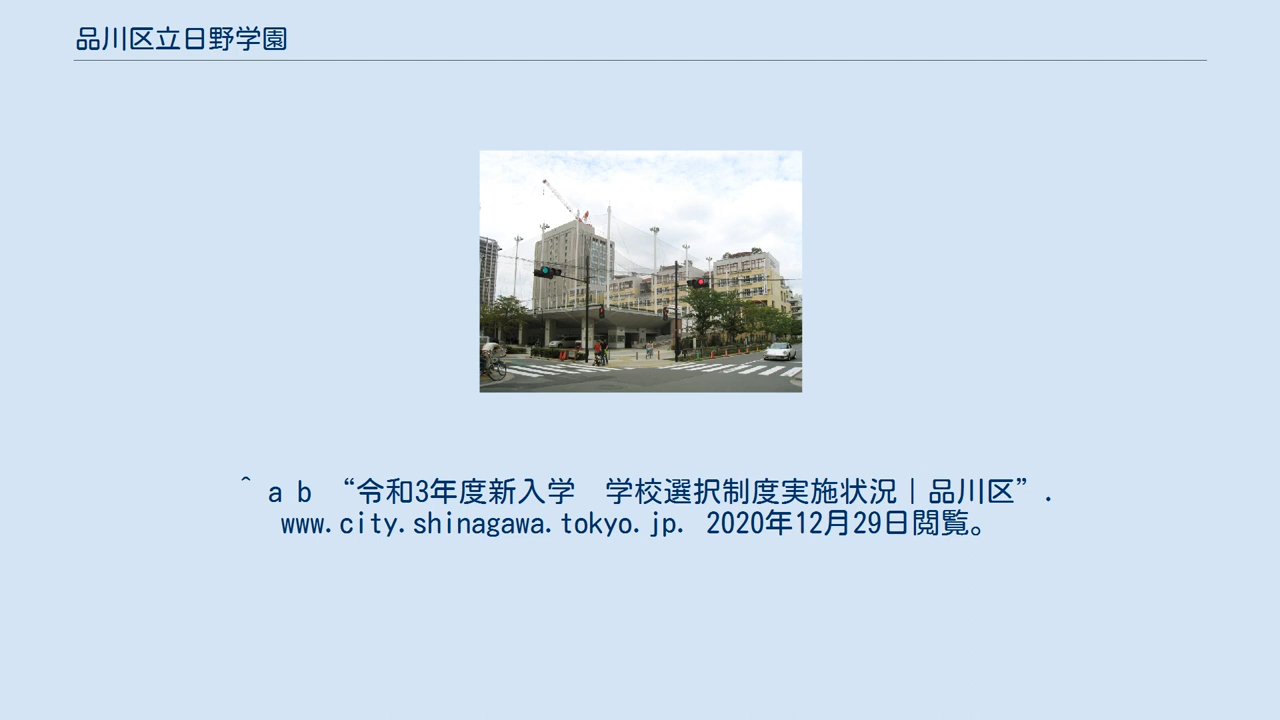 品川区立日野学園
^ a b “令和3年度新入学　学校選択制度実施状況｜品川区”.
www.city.shinagawa.tokyo.jp. 2020年12月29日閲覧。